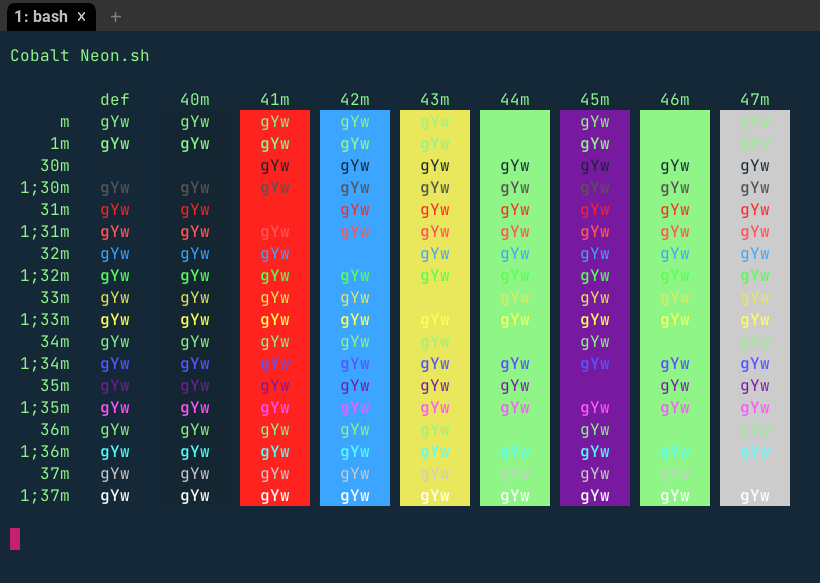 1: bash × +
Cobalt Neon.sh
def 40m 41m 42m 43m 44m 45m 46m 47m
m gYw gYw gYw gYw gYw gYw gYw
1m gYw gYw gYw gYw gYw gYw gYw
30m gYw gYw gYw gYw gYw gYw gYw
1;30m gYw gYw gYw gYw gYw gYw gYw gYw gYw
31m gYw gYw gYw gYw gYw gYw gYw gYw
1;31m gYw gYw gYw gYw gYw gYw gYw gYw gYw
32m gYw gYw gYw gYw gYw gYw gYw gYw
1;32m gYw gYw gYw gYw gYw gYw gYw gYw gYw
33m gYw gYw gYw gYw gYw gYw gYw gYw
1;33m gYw gYw gYw gYw gYw gYw gYw gYw gYw
34m gYw gYw gYw gYw gYw gYw gYw
1;34m gYw gYw gYw gYw gYw gYw gYw gYw gYw
35m gYw gYw gYw gYw gYw gYw gYw gYw
1;35m gYw gYw gYw gYw gYw gYw gYw gYw gYw
36m gYw gYw gYw gYw gYw gYw gYw
1;36m gYw gYw gYw gYw gYw gYw gYw gYw gYw
37m gYw gYw gYw gYw gYw gYw gYw gYw
1;37m gYw gYw gYw gYw gYw gYw gYw gYw gYw